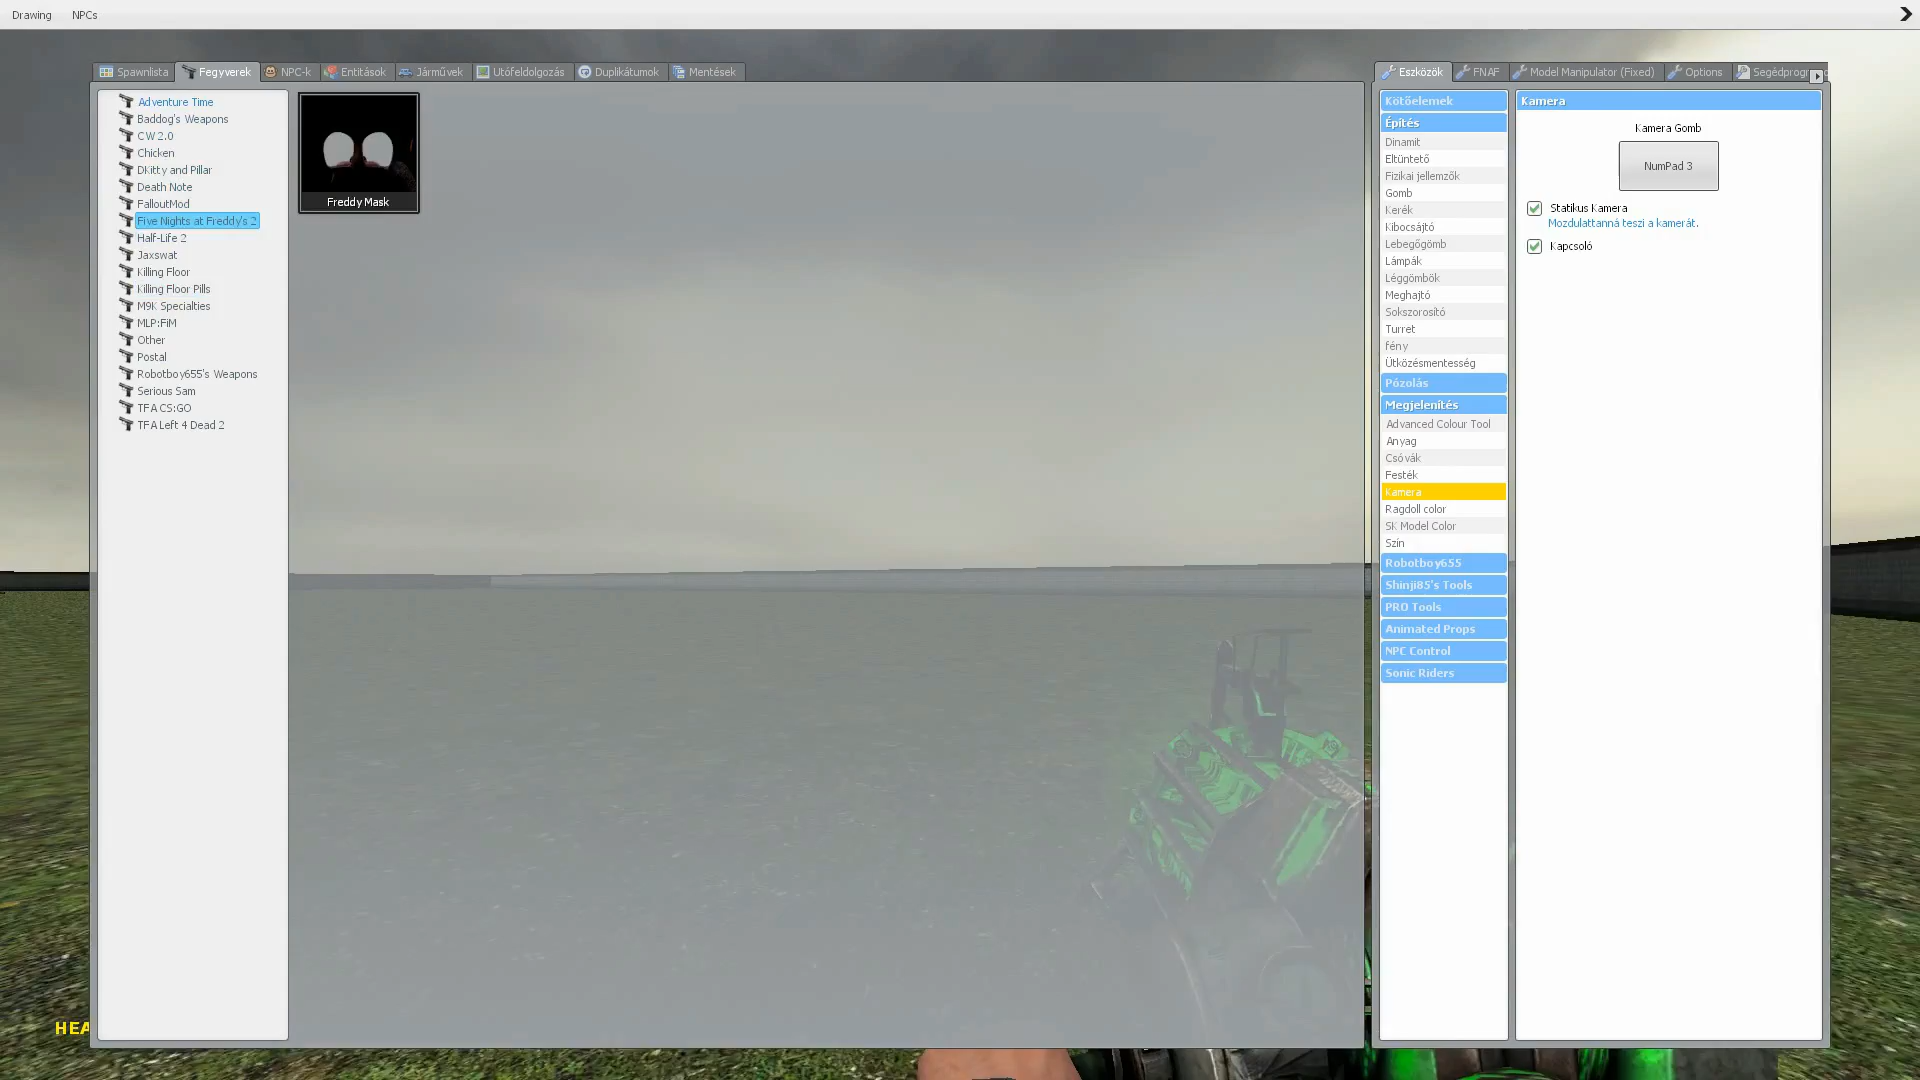 Drawing NPCs
Spawnlista Fegyverek NPC-k Entitások Járművek Utófeldolgozás Duplikátumok Mentések
Eszközök FNAF Model Manipulator (Fixed) Options
Adventure Time
Baddog's Weapons
CW 2.0
Chicken
DKitty and Pillar
Death Note
FalloutMod
Five Nights at Freddy's 2
Half-Life 2
Jaxswat
Killing Floor
Killing Floor Pills
M9K Specialties
MLP:FiM
Other
Postal
Robotboy655's Weapons
Serious Sam
TFA CS:GO
TFA Left 4 Dead 2
Freddy Mask
Kötőelemek
Építés
Dinamit
Eltüntető
Fizikai jellemzők
Gomb
Kerék
Kibocsájtó
Lebegőgömb
Lámpák
Léggömbök
Meghajtó
Sokszorosító
Turret
fény
Ütközésmentesség
Pózolás
Megjelenítés
Advanced Colour Tool
Anyag
Csóvák
Festék
Kamera
Ragdoll color
SK Model Color
Szín
Robotboy655
Shinji85's Tools
PRO Tools
Animated Props
NPC Control
Sonic Riders
Kamera
Kamera Gomb
NumPad 3
Statikus Kamera
Mozdulattanná teszi a kamerát.
Kapcsoló
HEA